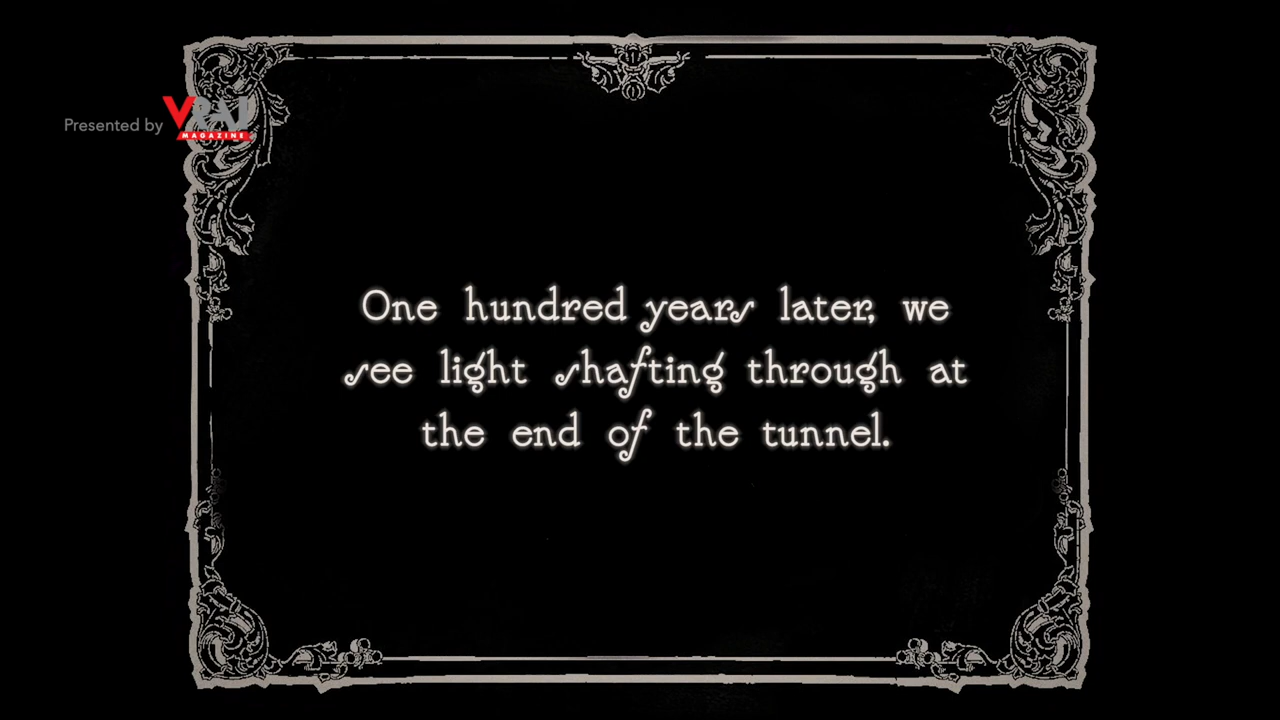 Presented by VRAI
MAGAZINE
One hundred years later, we
see light shafting through at
the end of the tunnel.